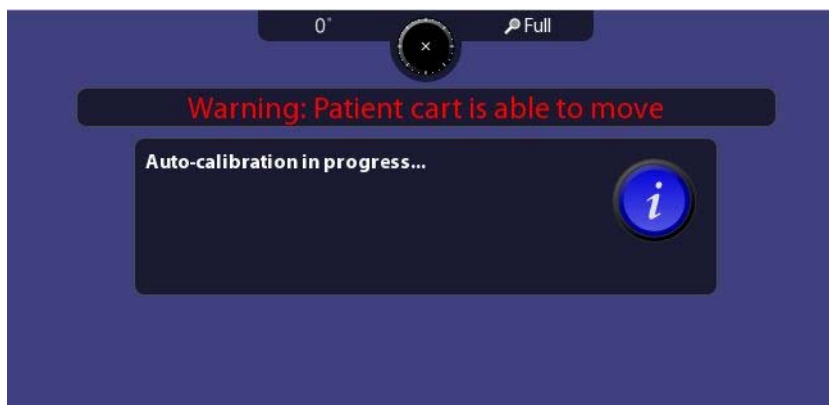 0° Full
Warning: Patient cart is able to move
Auto-calibration in progress...
i